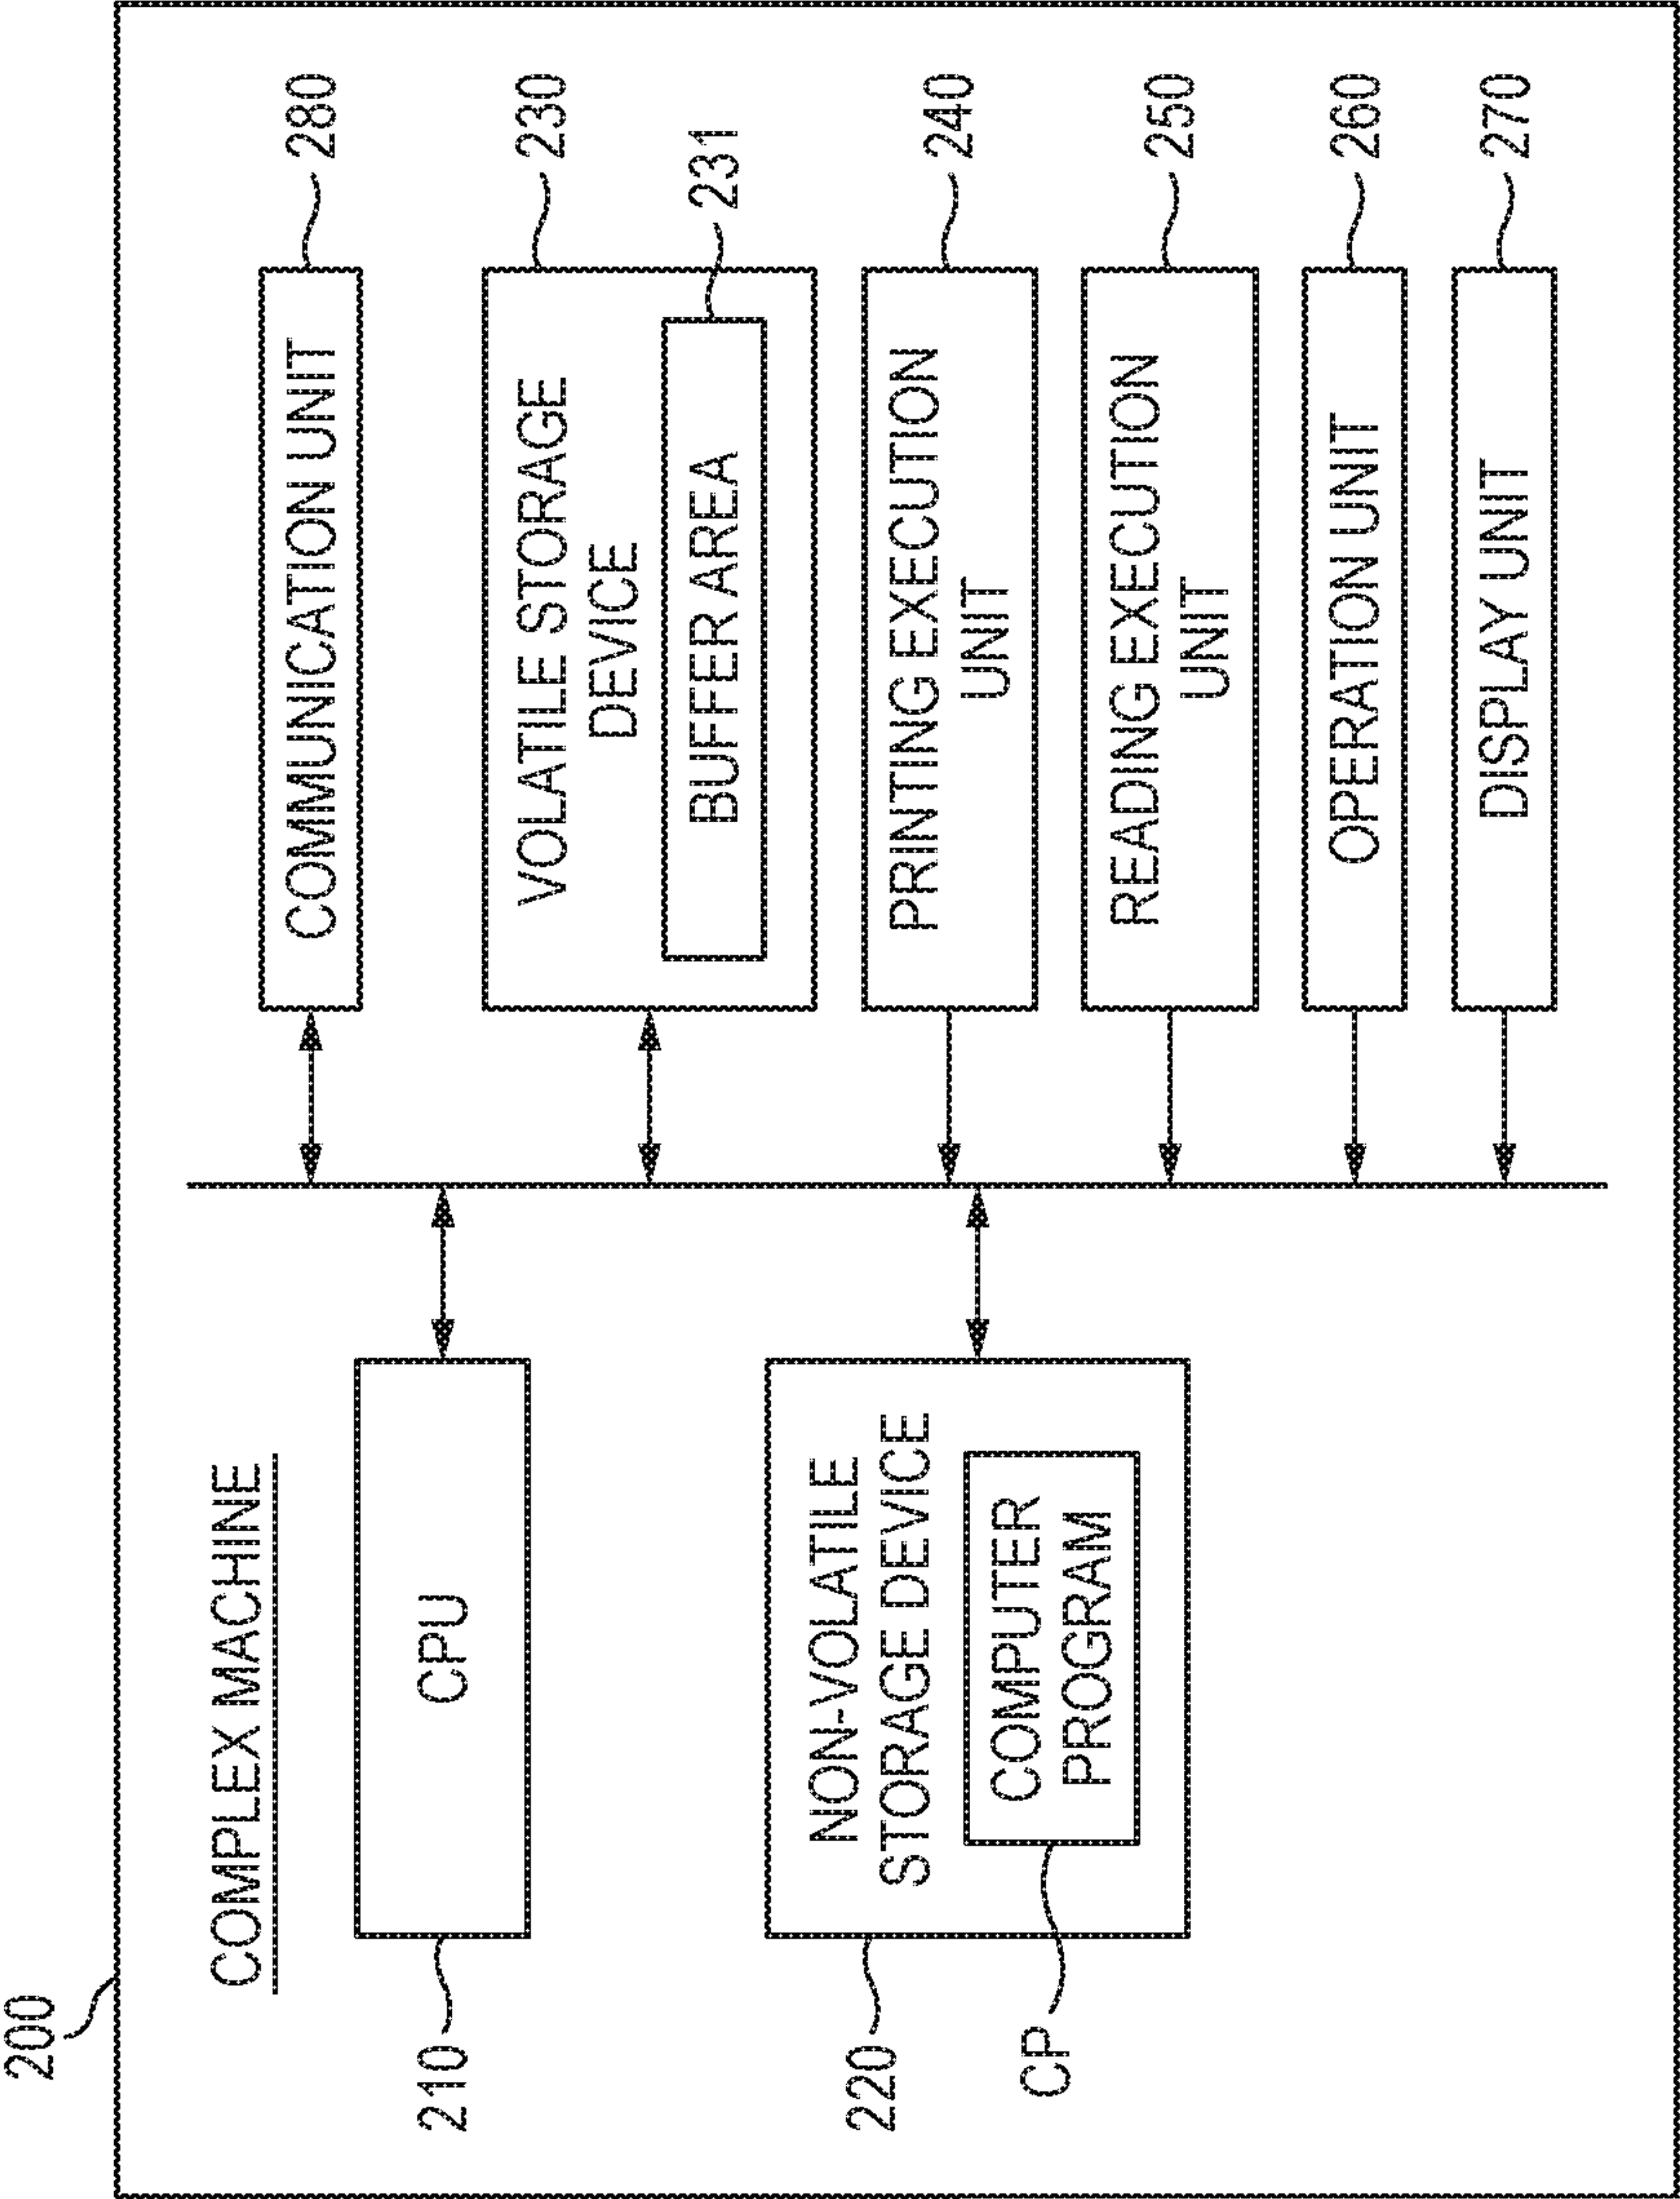 200
COMPLEX MACHINE
210
CPU
220
NON-VOLATILE
STORAGE DEVICE
COMPUTER
PROGRAM
CP
COMMUNICATION UNIT
280
VOLATILE STORAGE
DEVICE
230
BUFFER AREA
231
PRINTING EXECUTION
UNIT
240
READING EXECUTION
UNIT
250
OPERATION UNIT
260
DISPLAY UNIT
270